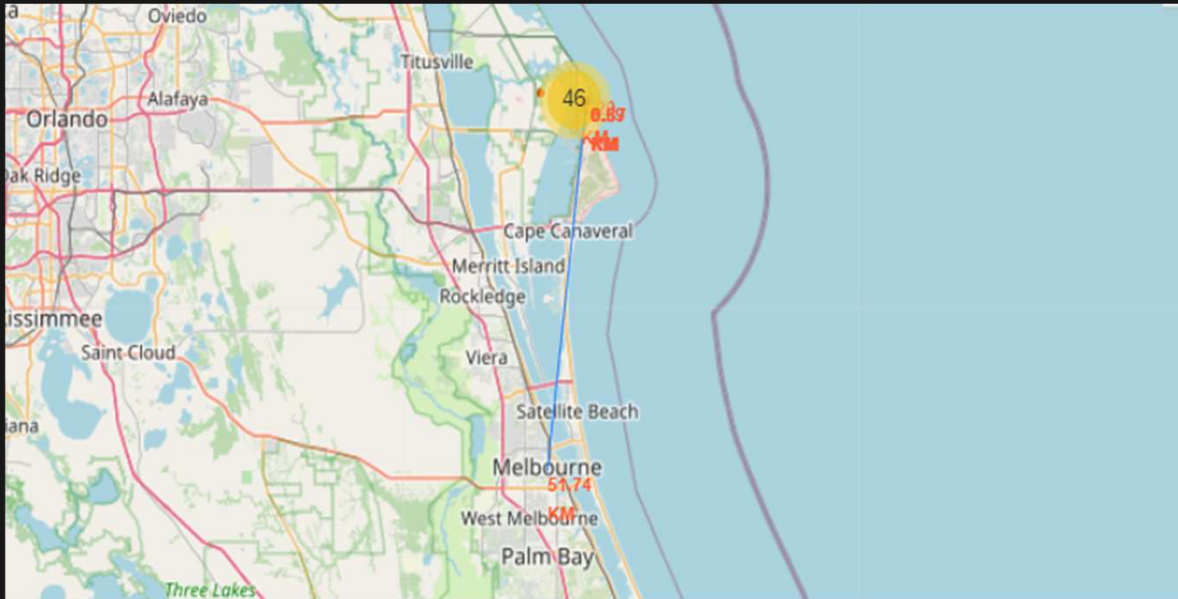 Oviedo
Titusville
46
Alafaya
Orlando
KM
Oak Ridge
Cape Canaveral
Merritt Island
Rockledge
issimmee
Saint Cloud
Viera
Satellite Beach
iana
Melbourne
51.74
KM
West Melbourne
Palm Bay
Three Lakes